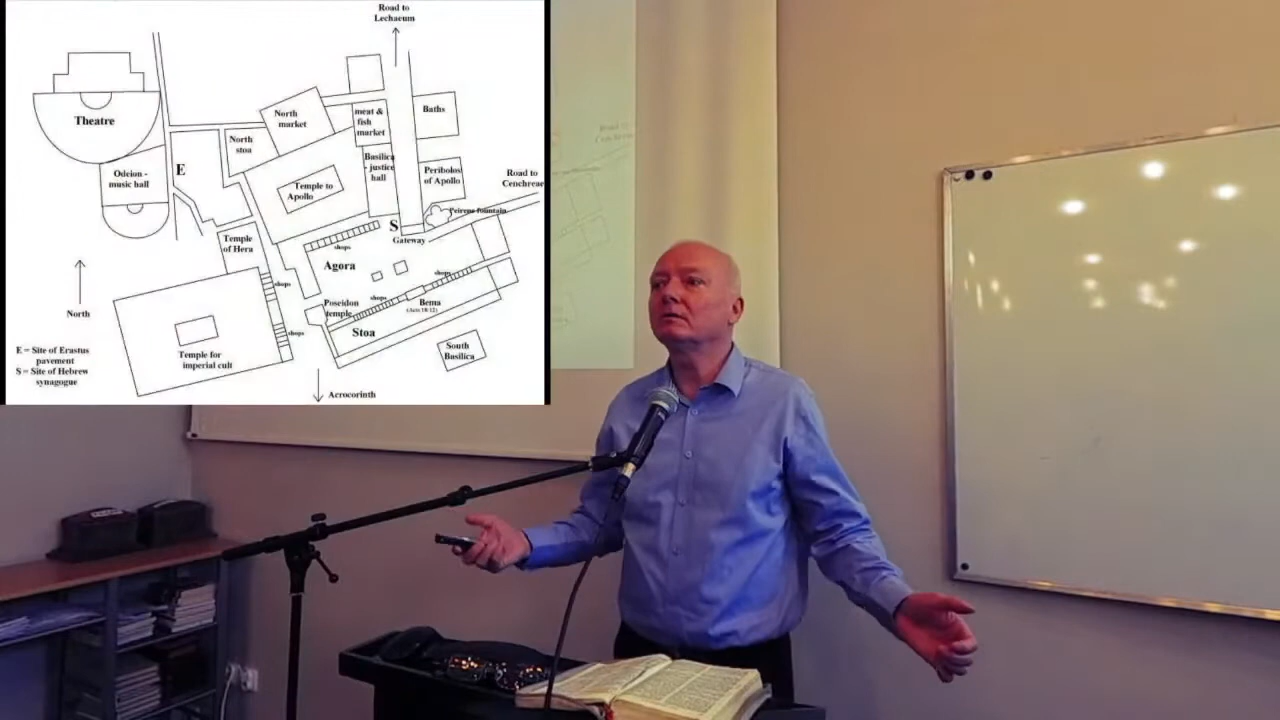 Road to
Lechaeum
Theatre
North
market
meat &
fish
market
Baths
North
stoa
E
Odeion -
music hall
Temple to
Apollo
Basilica
- justice
hall
Peribolos
of Apollo
Road to
Cenchreae
Peirene fountain
S
Gateway
Temple
of Hera
shops
Agora
shops
shops
shops
Poseidon
temple
Bema
(Acts 18:12)
North
shops
Stoa
South
Basilica
E = Site of Erastus
pavement
S = Site of Hebrew
synagogue
Temple for
imperial cult
Acrocorinth